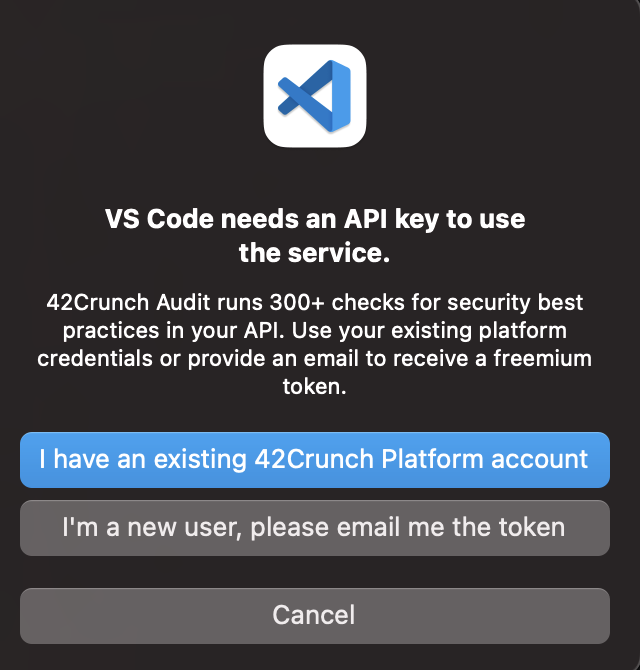 VS Code needs an API key to use
the service.
42Crunch Audit runs 300+ checks for security best
practices in your API. Use your existing platform
credentials or provide an email to receive a freemium
token.
I have an existing 42Crunch Platform account
I'm a new user, please email me the token
Cancel